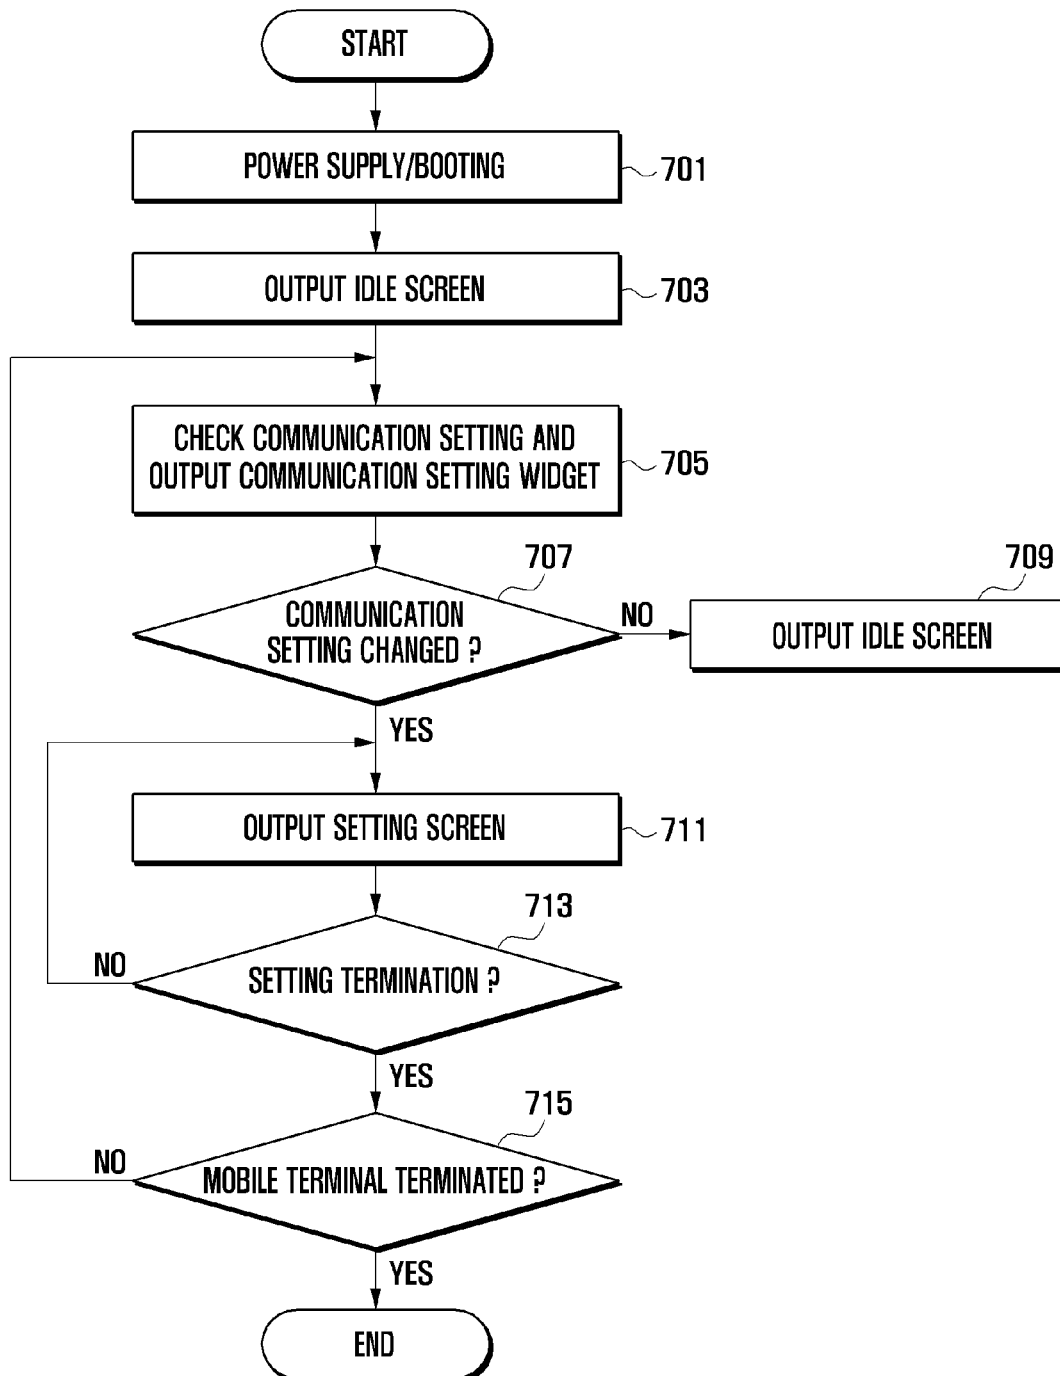 START
POWER SUPPLY/BOOTING
701
OUTPUT IDLE SCREEN
703
CHECK COMMUNICATION SETTING AND
OUTPUT COMMUNICATION SETTING WIDGET
705
707
COMMUNICATION
SETTING CHANGED ?
NO
709
OUTPUT IDLE SCREEN
YES
OUTPUT SETTING SCREEN
711
713
SETTING TERMINATION ?
NO
YES
715
MOBILE TERMINAL TERMINATED ?
NO
YES
END